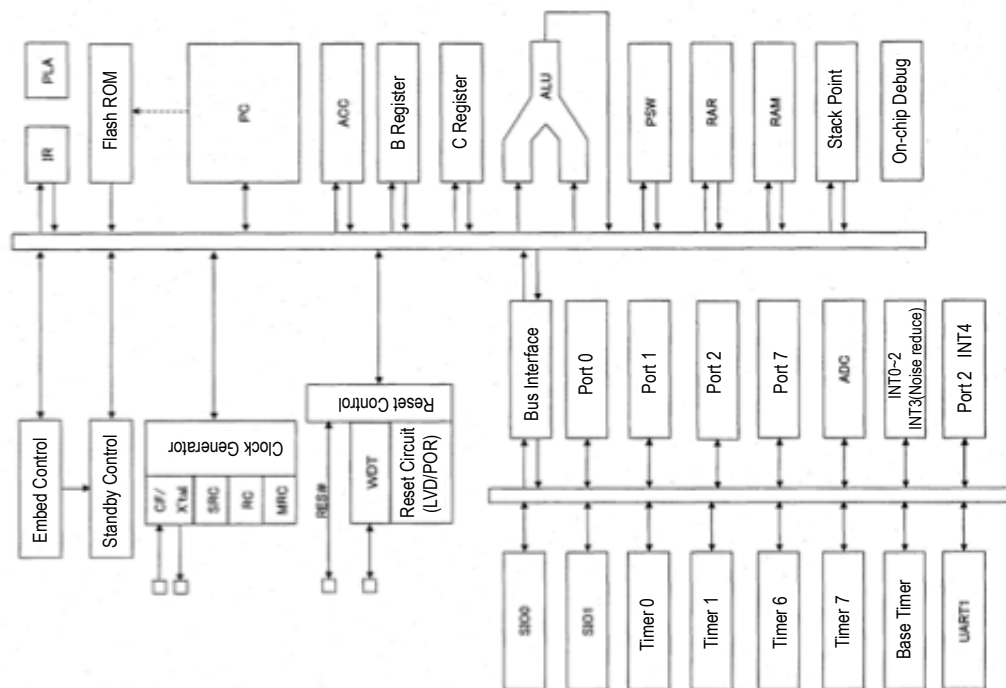 PLA
IR
Flash ROM
PC
ACC
B Register
C Register
ALU
PSW
RAR
RAM
Stack Point
On-chip Debug
Embed Control
Standby Control
Clock Generator
CF/
X'tal
SRC
RC
MRC
RES#
Reset Control
WDT
Reset Circuit
(LVD/POR)
Bus Interface
Port 0
Port 1
Port 2
Port 7
ADC
INT0~2
INT3(Noise reduce)
Port 2 INT4
SIO0
SIO1
Timer 0
Timer 1
Timer 6
Timer 7
Base Timer
UART1